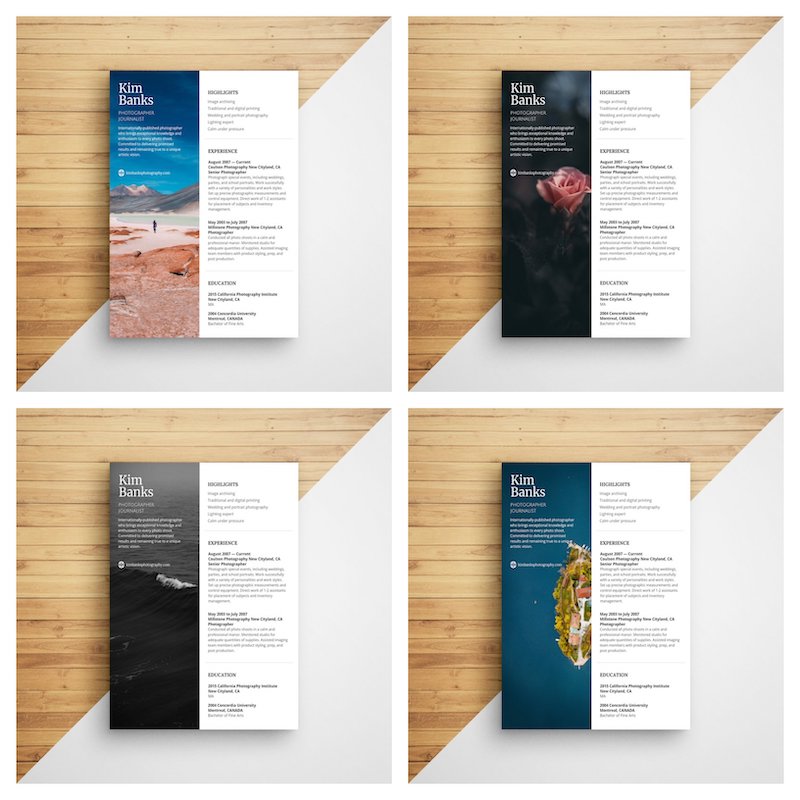 Kim
Banks
PHOTOGRAPHER
JOURNALIST
Internationally-published photographer
who brings exceptional knowledge and
enthusiasm to every photo shoot.
Committed to delivering promised
results and remaining true to a unique
artistic vision.
kimbanksphotography.com
HIGHLIGHTS
Image archiving
Traditional and digital printing
Wedding and portrait photography
Lighting expert
Calm under pressure
EXPERIENCE
August 2007 — Current
Coulson Photography New Cityland, CA
Senior Photographer
Photograph special events, including weddings,
parties, and school portraits. Work successfully
with a variety of personalities and work styles.
Set up precise photographic measurements and
control equipment. Direct work of 1-2 assistants
for placement of subjects and inventory
management.
May 2003 to July 2007
Millstone Photography New Cityland, CA
Photographer
Conducted all photo shoots in a calm and
professional manor. Monitored studio for
adequate quantities of supplies. Assisted imaging
team members with product styling, prep, and
post production.
EDUCATION
2015 California Photography Institute
New Cityland, CA
MA
2004 Concordia University
Montreal, CANADA
Bachelor of Fine Arts
Kim
Banks
PHOTOGRAPHER
JOURNALIST
Internationally-published photographer
who brings exceptional knowledge and
enthusiasm to every photo shoot.
Committed to delivering promised
results and remaining true to a unique
artistic vision.
kimbanksphotography.com
HIGHLIGHTS
Image archiving
Traditional and digital printing
Wedding and portrait photography
Lighting expert
Calm under pressure
EXPERIENCE
August 2007 — Current
Coulson Photography New Cityland, CA
Senior Photographer
Photograph special events, including weddings,
parties, and school portraits. Work successfully
with a variety of personalities and work styles.
Set up precise photographic measurements and
control equipment. Direct work of 1-2 assistants
for placement of subjects and inventory
management.
May 2003 to July 2007
Millstone Photography New Cityland, CA
Photographer
Conducted all photo shoots in a calm and
professional manor. Monitored studio for
adequate quantities of supplies. Assisted imaging
team members with product styling, prep, and
post production.
EDUCATION
2015 California Photography Institute
New Cityland, CA
MA
2004 Concordia University
Montreal, CANADA
Bachelor of Fine Arts
Kim
Banks
PHOTOGRAPHER
JOURNALIST
Internationally-published photographer
who brings exceptional knowledge and
enthusiasm to every photo shoot.
Committed to delivering promised
results and remaining true to a unique
artistic vision.
kimbanksphotography.com
HIGHLIGHTS
Image archiving
Traditional and digital printing
Wedding and portrait photography
Lighting expert
Calm under pressure
EXPERIENCE
August 2007 — Current
Coulson Photography New Cityland, CA
Senior Photographer
Photograph special events, including weddings,
parties, and school portraits. Work successfully
with a variety of personalities and work styles.
Set up precise photographic measurements and
control equipment. Direct work of 1-2 assistants
for placement of subjects and inventory
management.
May 2003 to July 2007
Millstone Photography New Cityland, CA
Photographer
Conducted all photo shoots in a calm and
professional manor. Monitored studio for
adequate quantities of supplies. Assisted imaging
team members with product styling, prep, and
post production.
EDUCATION
2015 California Photography Institute
New Cityland, CA
MA
2004 Concordia University
Montreal, CANADA
Bachelor of Fine Arts
Kim
Banks
PHOTOGRAPHER
JOURNALIST
Internationally-published photographer
who brings exceptional knowledge and
enthusiasm to every photo shoot.
Committed to delivering promised
results and remaining true to a unique
artistic vision.
kimbanksphotography.com
HIGHLIGHTS
Image archiving
Traditional and digital printing
Wedding and portrait photography
Lighting expert
Calm under pressure
EXPERIENCE
August 2007 — Current
Coulson Photography New Cityland, CA
Senior Photographer
Photograph special events, including weddings,
parties, and school portraits. Work successfully
with a variety of personalities and work styles.
Set up precise photographic measurements and
control equipment. Direct work of 1-2 assistants
for placement of subjects and inventory
management.
May 2003 to July 2007
Millstone Photography New Cityland, CA
Photographer
Conducted all photo shoots in a calm and
professional manor. Monitored studio for
adequate quantities of supplies. Assisted imaging
team members with product styling, prep, and
post production.
EDUCATION
2015 California Photography Institute
New Cityland, CA
MA
2004 Concordia University
Montreal, CANADA
Bachelor of Fine Arts